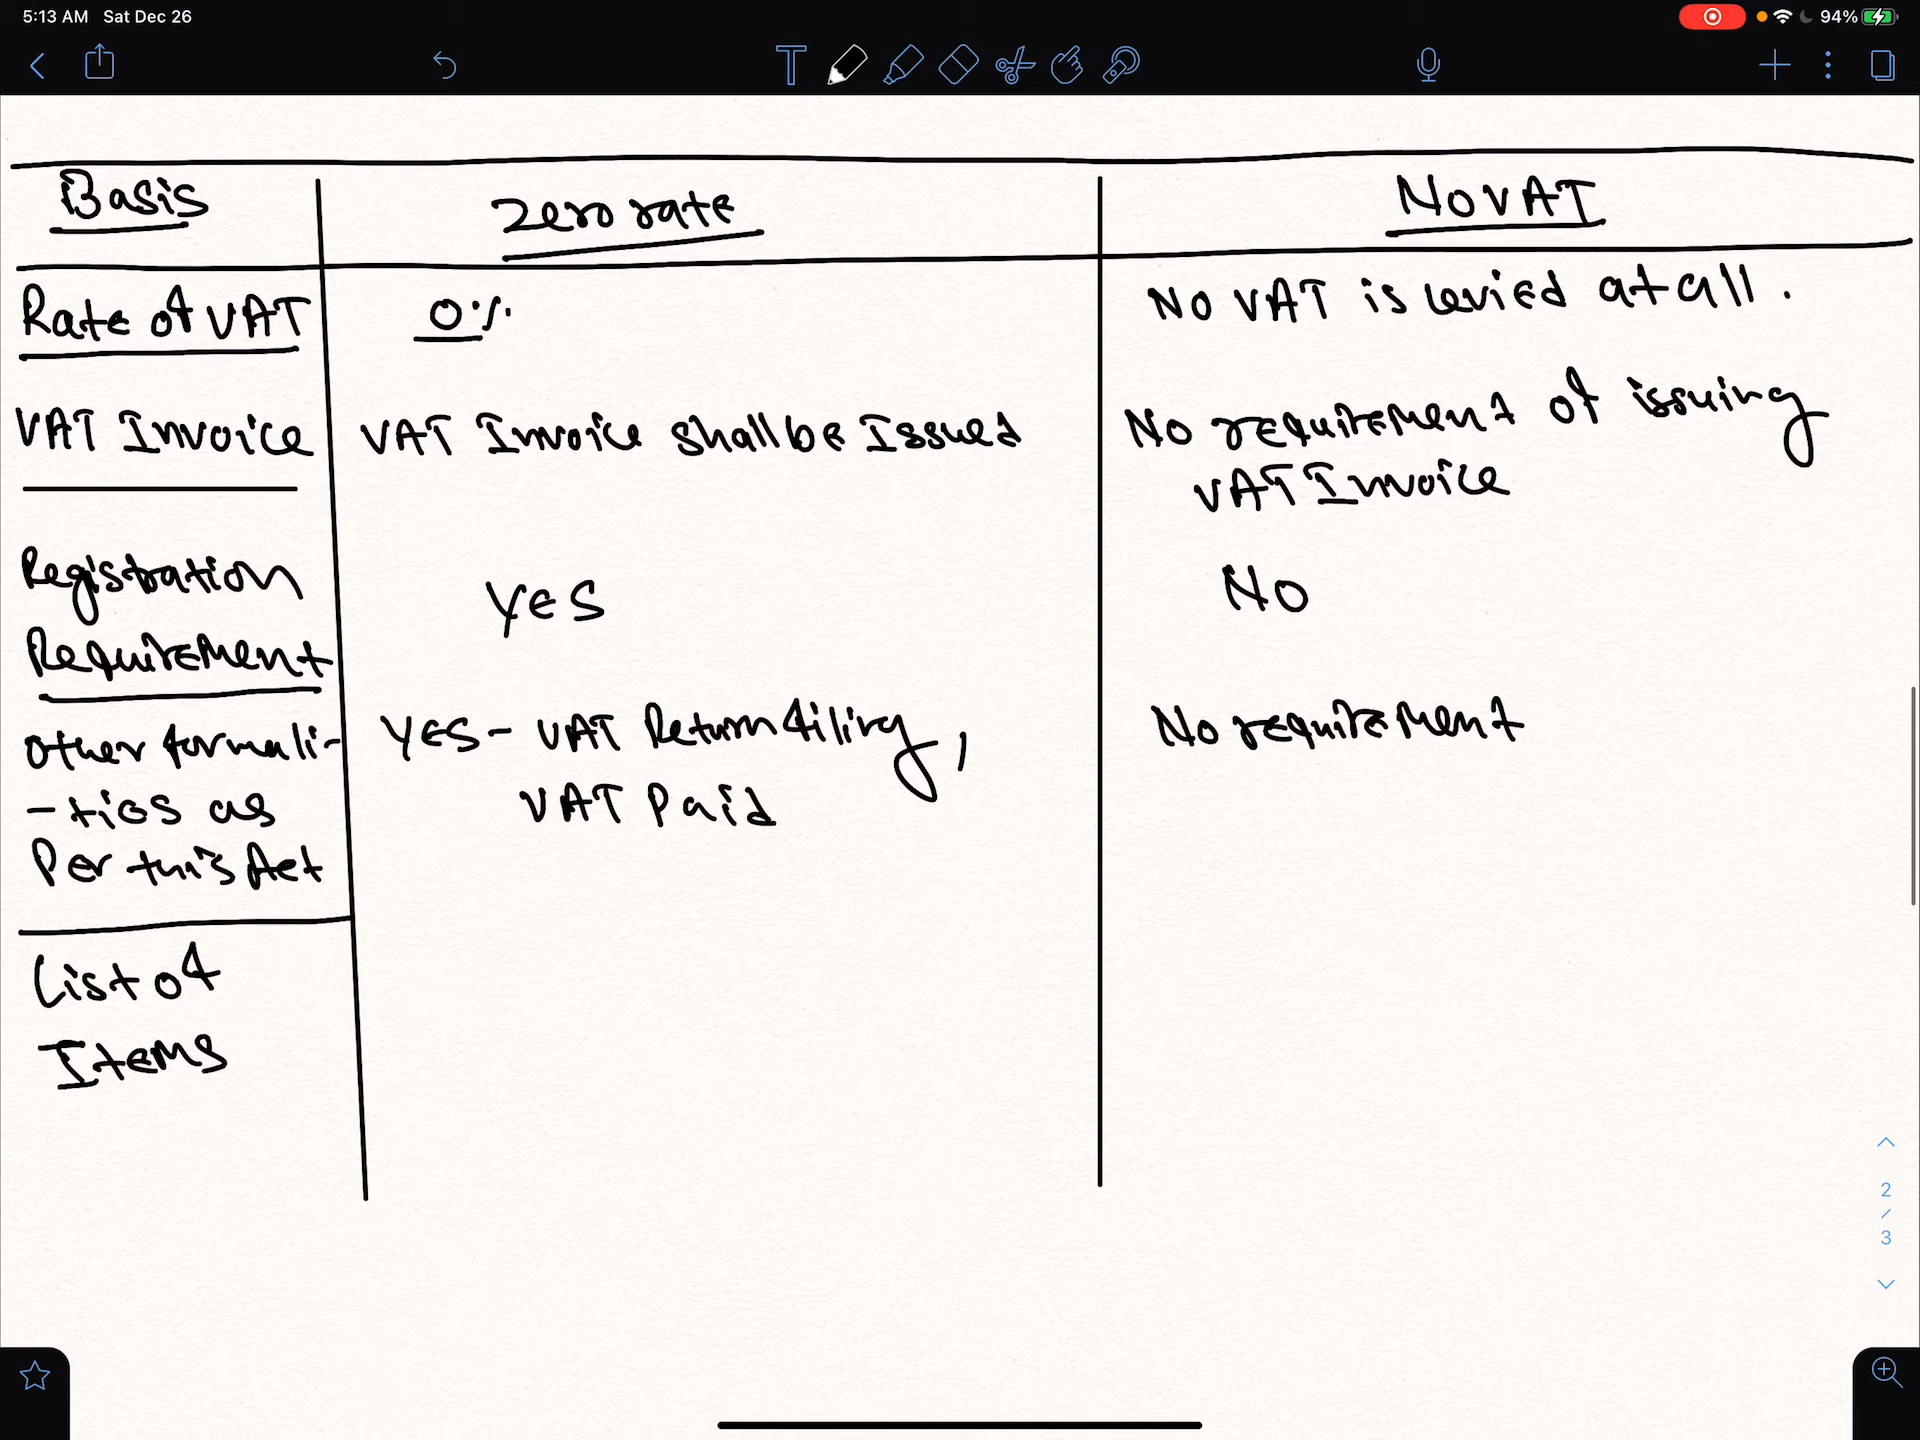 5:13 AM Sat Dec 26
94%
Basis
Zero rate
No VAT
Rate of VAT
0%
No VAT is levied at all.
VAT Invoice
VAT Invoice shall be Issued
No requirement of issuing
VAT Invoice
Registration
Requirement
Yes
No
Other formali-
-ties as
Per this Act
Yes - VAT Return filing,
VAT Paid
No requirement
List of
Items
2
/
3